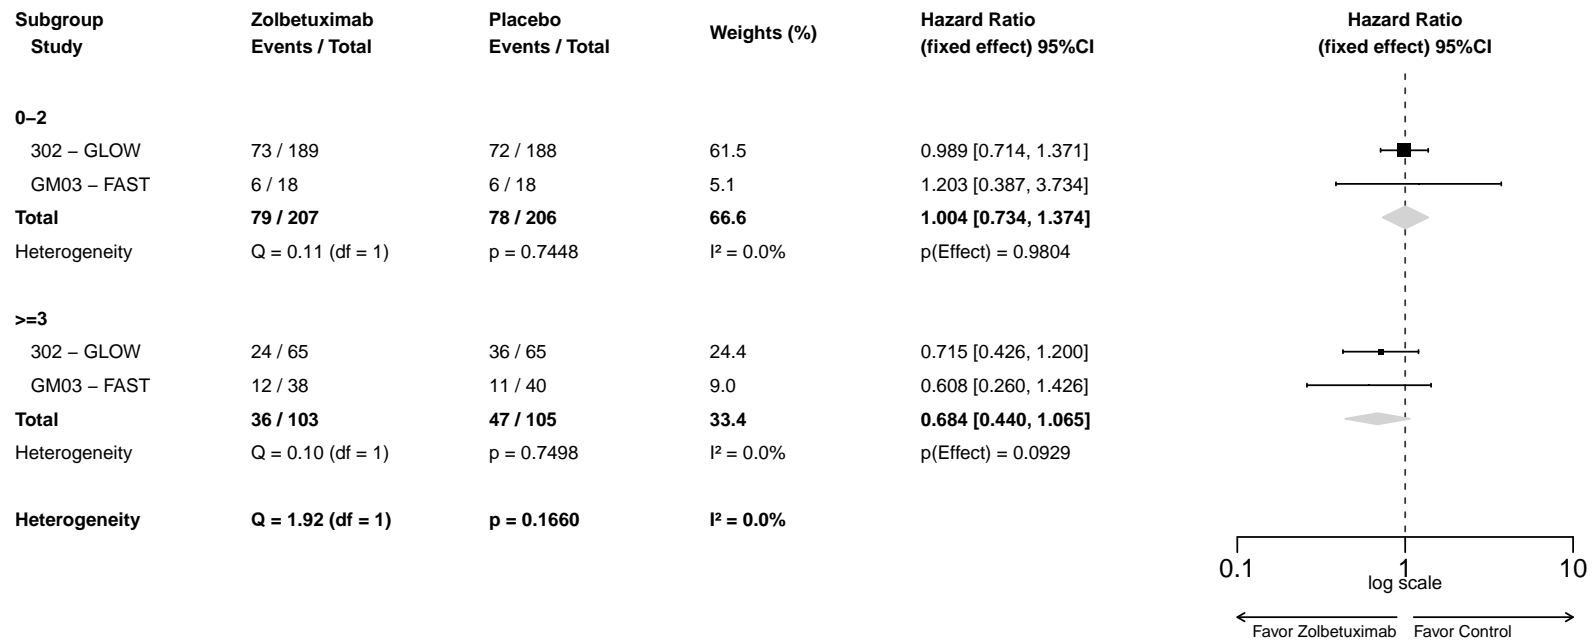 Subgroup Zolbetuximab Placebo Weights (%) Hazard Ratio Hazard Ratio
Study Events / Total Events / Total (fixed effect) 95%CI (fixed effect) 95%CI
0–2
302 – GLOW 73 / 189 72 / 188 61.5 0.989 [0.714, 1.371]
GM03 – FAST 6 / 18 6 / 18 5.1 1.203 [0.387, 3.734]
Total 79 / 207 78 / 206 66.6 1.004 [0.734, 1.374]
Heterogeneity Q = 0.11 (df = 1) p = 0.7448 I² = 0.0% p(Effect) = 0.9804
>=3
302 – GLOW 24 / 65 36 / 65 24.4 0.715 [0.426, 1.200]
GM03 – FAST 12 / 38 11 / 40 9.0 0.608 [0.260, 1.426]
Total 36 / 103 47 / 105 33.4 0.684 [0.440, 1.065]
Heterogeneity Q = 0.10 (df = 1) p = 0.7498 I² = 0.0% p(Effect) = 0.0929
Heterogeneity Q = 1.92 (df = 1) p = 0.1660 I² = 0.0%
0.1 1 10
log scale
Favor Zolbetuximab Favor Control